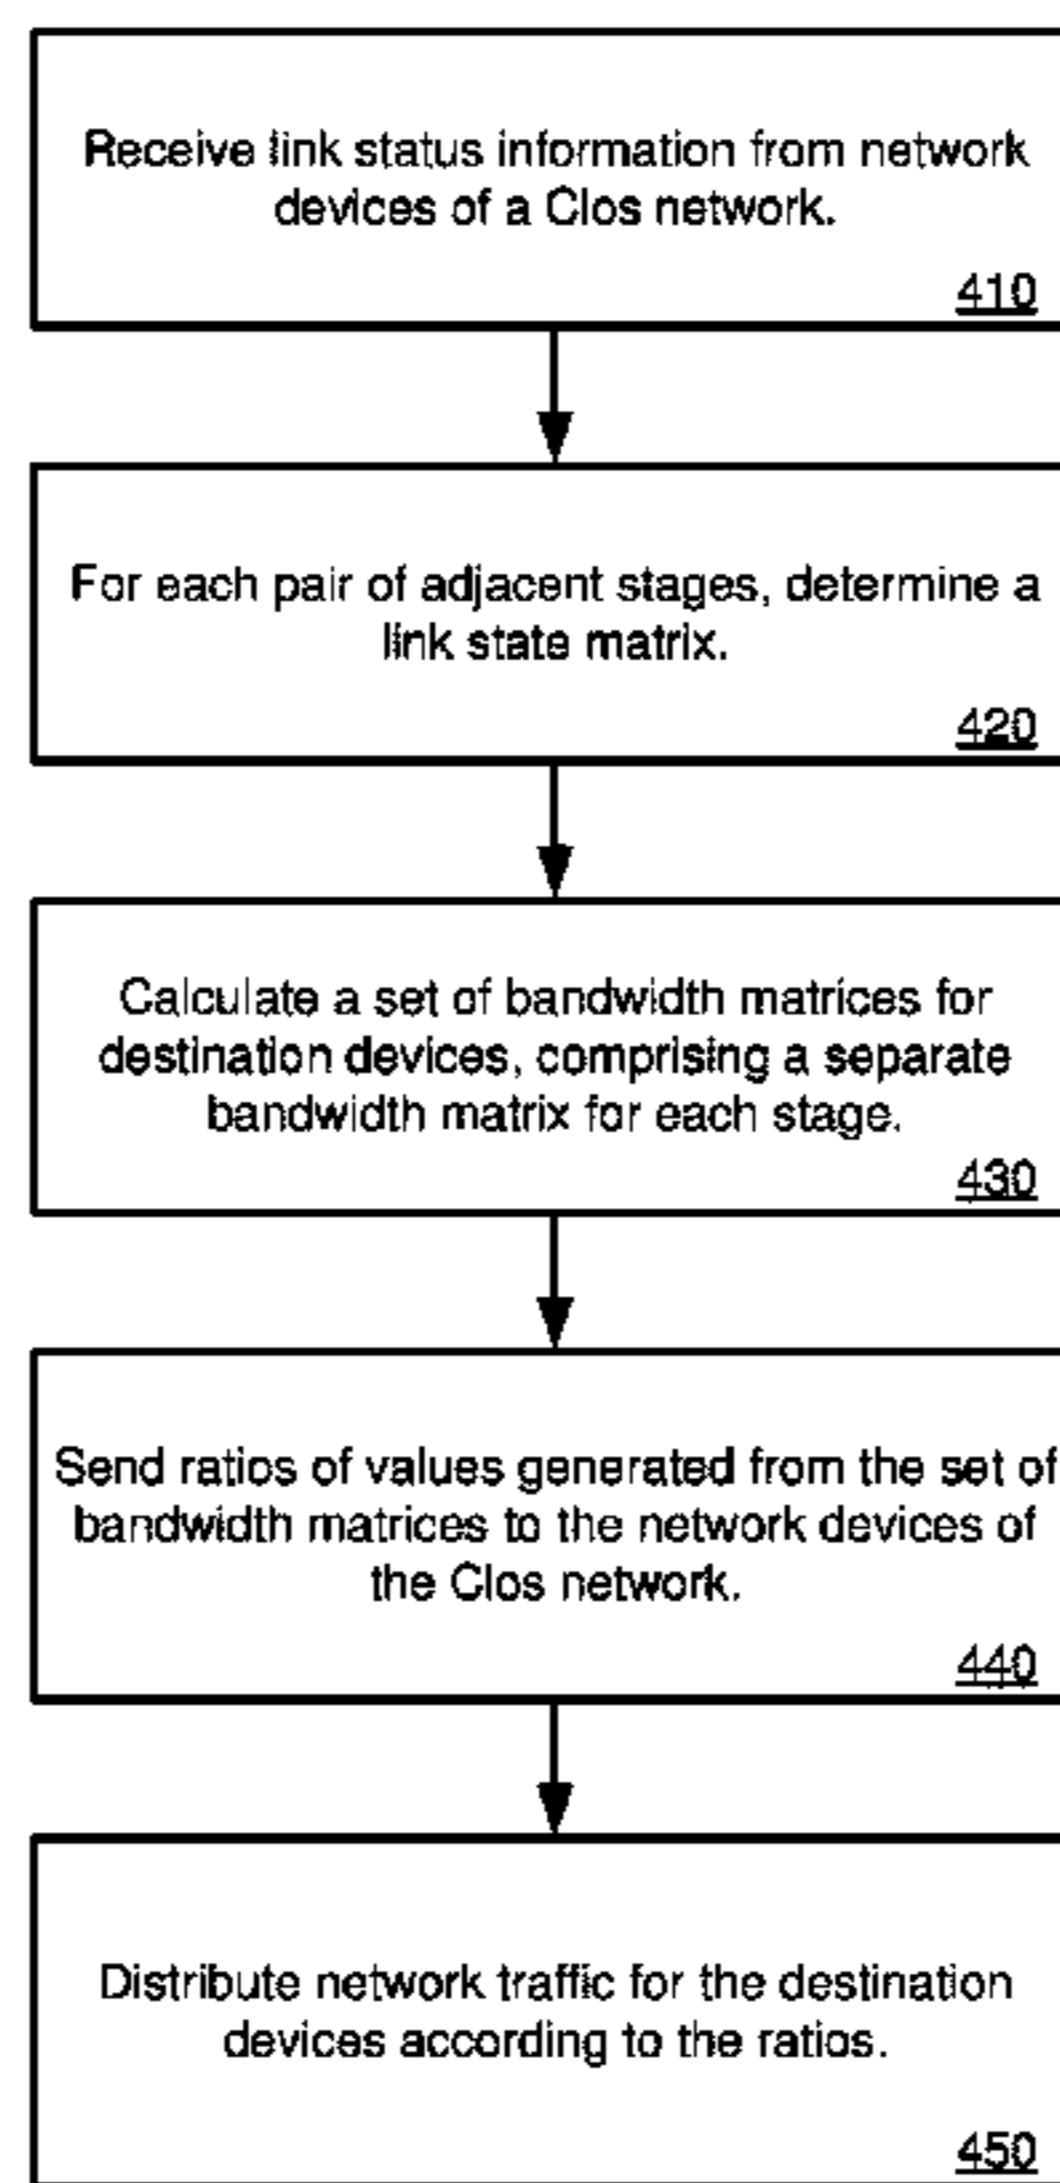 Receive link status information from network
devices of a Clos network.
410
For each pair of adjacent stages, determine a
link state matrix.
420
Calculate a set of bandwidth matrices for
destination devices, comprising a separate
bandwidth matrix for each stage.
430
Send ratios of values generated from the set of
bandwidth matrices to the network devices of
the Clos network.
440
Distribute network traffic for the destination
devices according to the ratios.
450